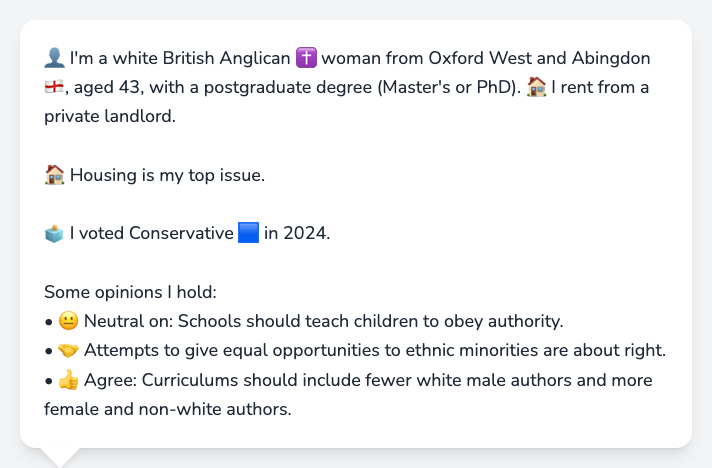 👤 I'm a white British Anglican ✝️ woman from Oxford West and Abingdon
🏴󠁧󠁢󠁥󠁮󠁧󠁿, aged 43, with a postgraduate degree (Master's or PhD). 🏠 I rent from a
private landlord.
🏠 Housing is my top issue.
🗳️ I voted Conservative 🟦 in 2024.
Some opinions I hold:
• 😐 Neutral on: Schools should teach children to obey authority.
• 🤝 Attempts to give equal opportunities to ethnic minorities are about right.
• 👍 Agree: Curriculums should include fewer white male authors and more
female and non-white authors.